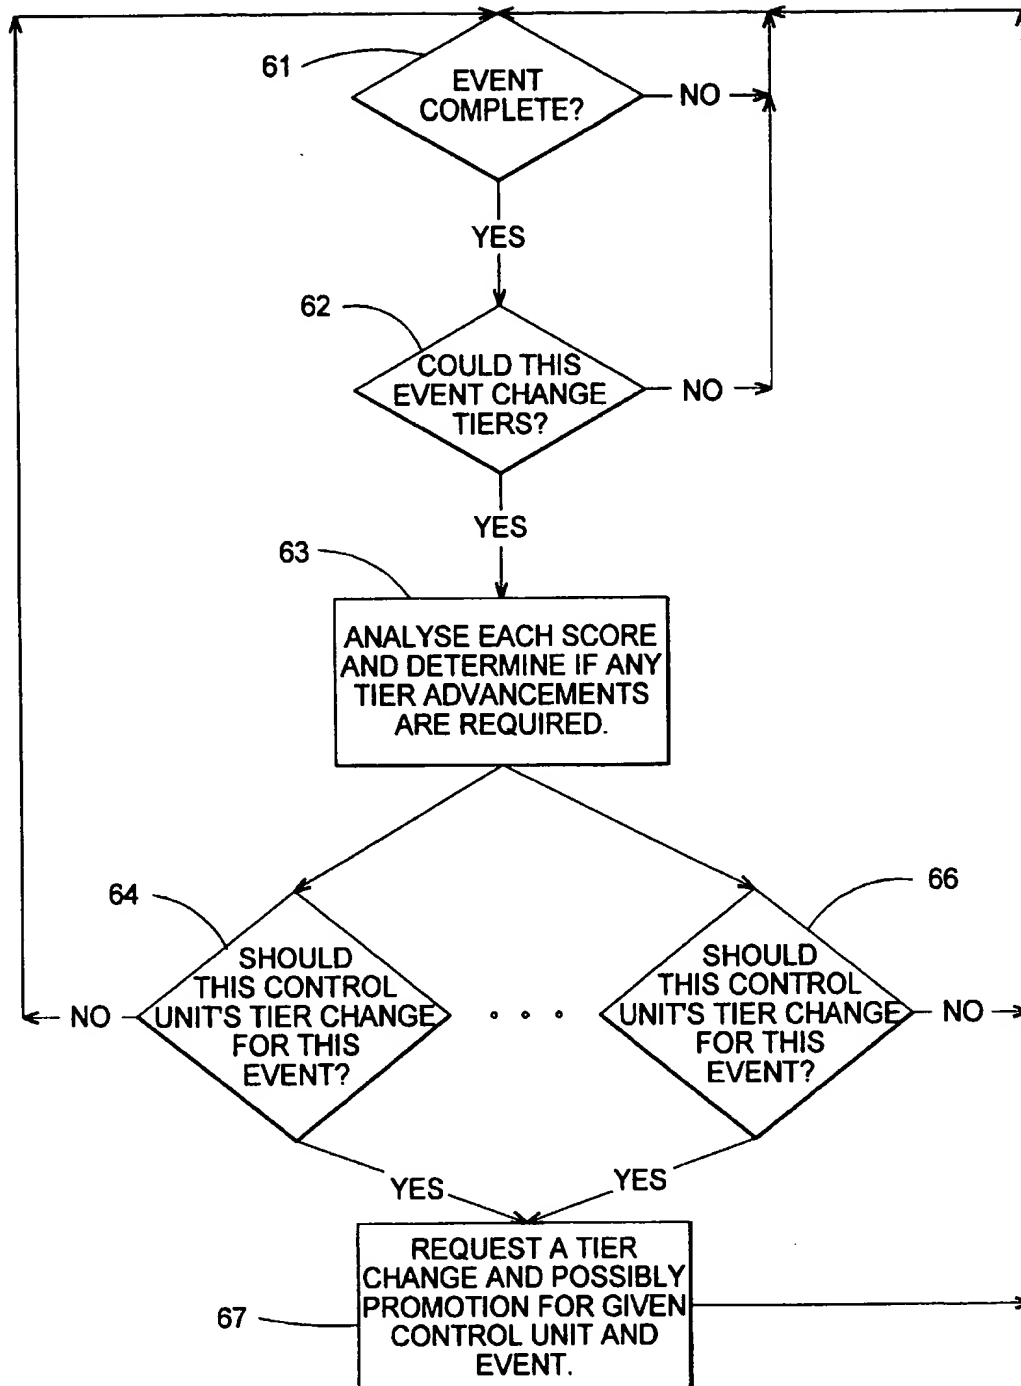 61
EVENT
COMPLETE?
NO
YES
62
COULD THIS
EVENT CHANGE
TIERS?
NO
YES
63
ANALYSE EACH SCORE
AND DETERMINE IF ANY
TIER ADVANCEMENTS
ARE REQUIRED.
64
SHOULD
THIS CONTROL
UNIT'S TIER CHANGE
FOR THIS
EVENT?
NO
66
SHOULD
THIS CONTROL
UNIT'S TIER CHANGE
FOR THIS
EVENT?
NO
YES
YES
67
REQUEST A TIER
CHANGE AND POSSIBLY
PROMOTION FOR GIVEN
CONTROL UNIT AND
EVENT.